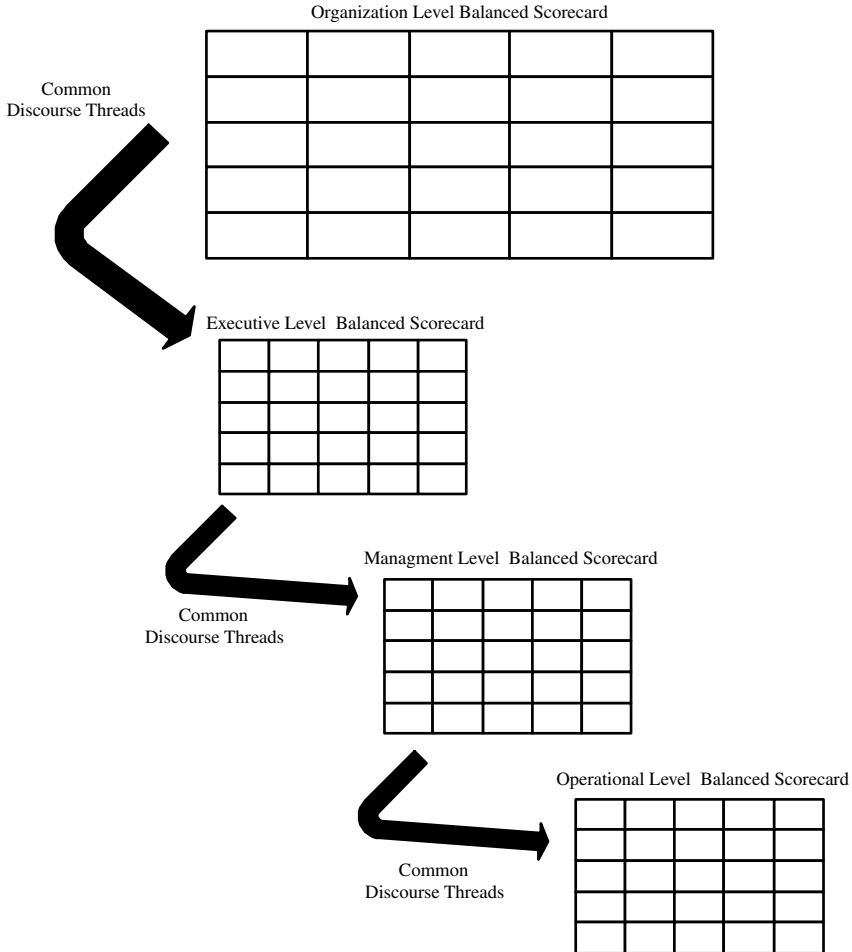 Organization Level Balanced Scorecard
Common
Discourse Threads
Executive Level  Balanced Scorecard
Managment Level  Balanced Scorecard
Common
Discourse Threads
Operational Level  Balanced Scorecard
Common
Discourse Threads